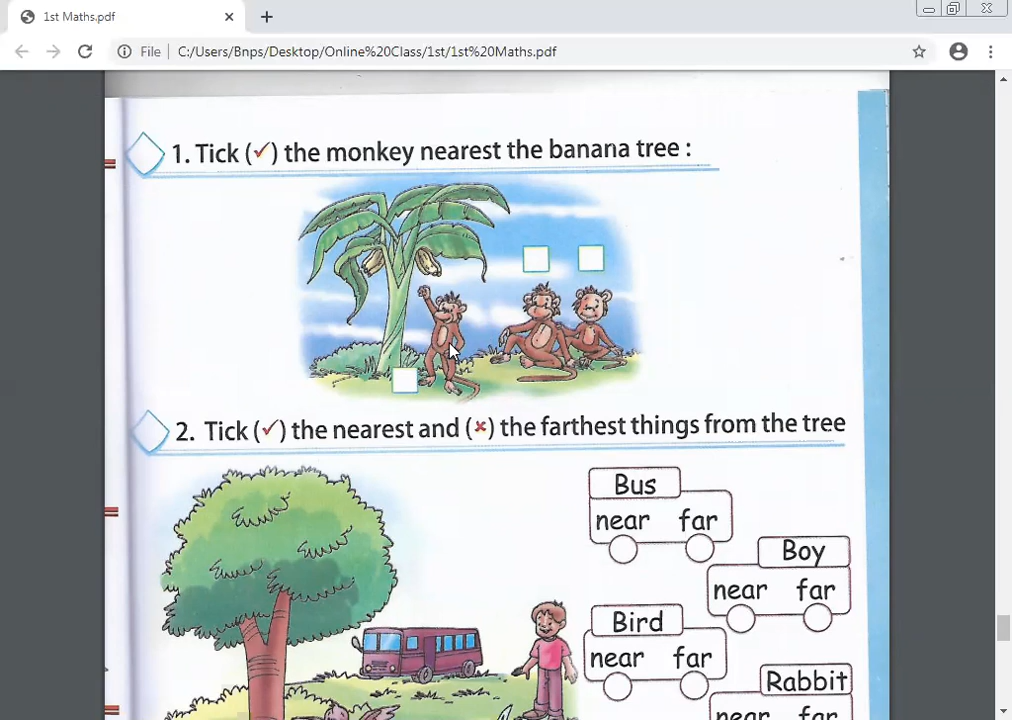 1st Maths.pdf
File | C:/Users/Bnps/Desktop/Online%20Class/1st/1st%20Maths.pdf
1. Tick (✓) the monkey nearest the banana tree :
2. Tick (✓) the nearest and (×) the farthest things from the tree
Bus
near far
Boy
near far
Bird
near far
Rabbit
near far